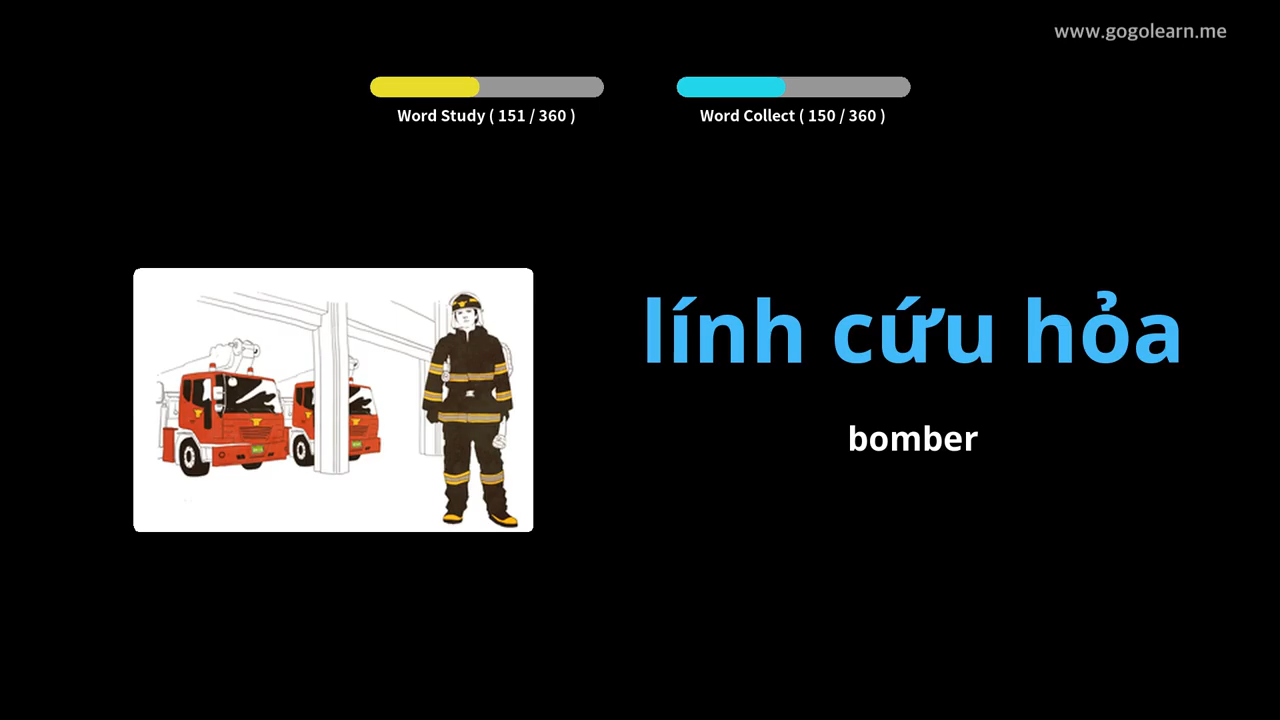 www.gogolearn.me
Word Study ( 151 / 360 )
Word Collect ( 150 / 360 )
lính cứu hỏa
bomber